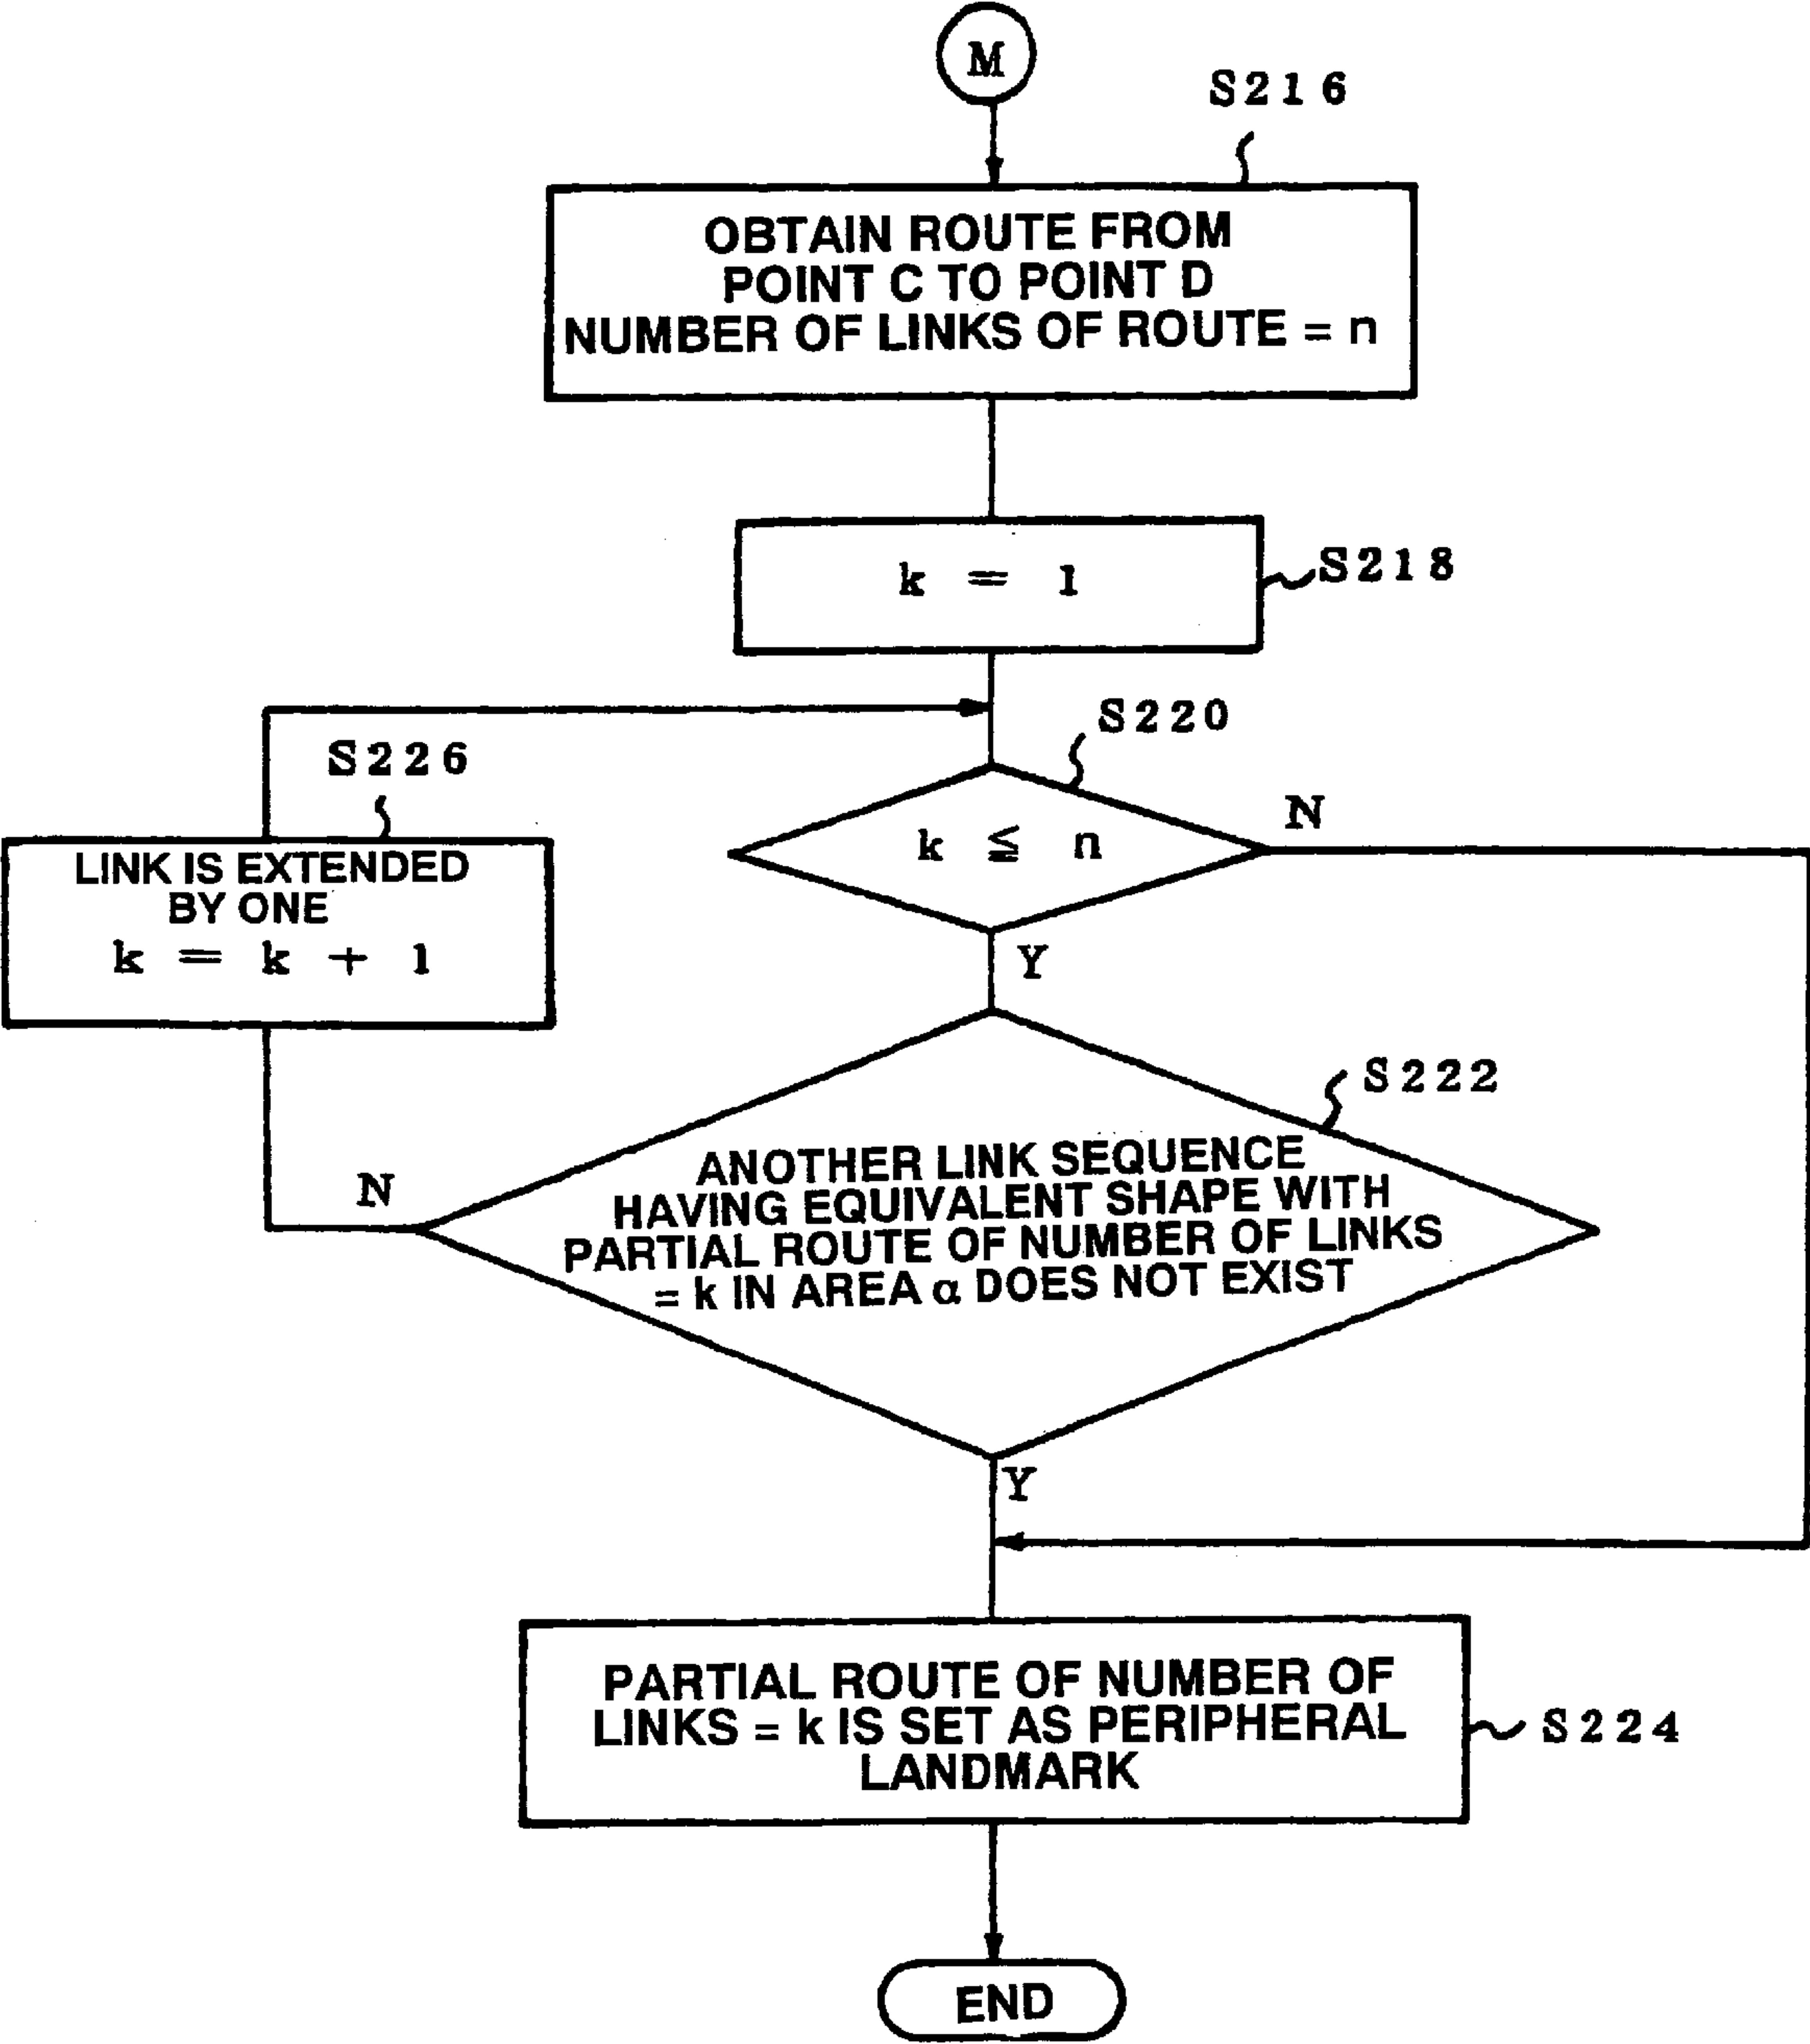 M
S216
OBTAIN ROUTE FROM
POINT C TO POINT D
NUMBER OF LINKS OF ROUTE = n
k = 1
S218
S220
S226
k ≦ n
N
LINK IS EXTENDED
BY ONE
k = k + 1
Y
S222
ANOTHER LINK SEQUENCE
HAVING EQUIVALENT SHAPE WITH
PARTIAL ROUTE OF NUMBER OF LINKS
= k IN AREA α DOES NOT EXIST
N
Y
PARTIAL ROUTE OF NUMBER OF
LINKS = k IS SET AS PERIPHERAL
LANDMARK
S224
END